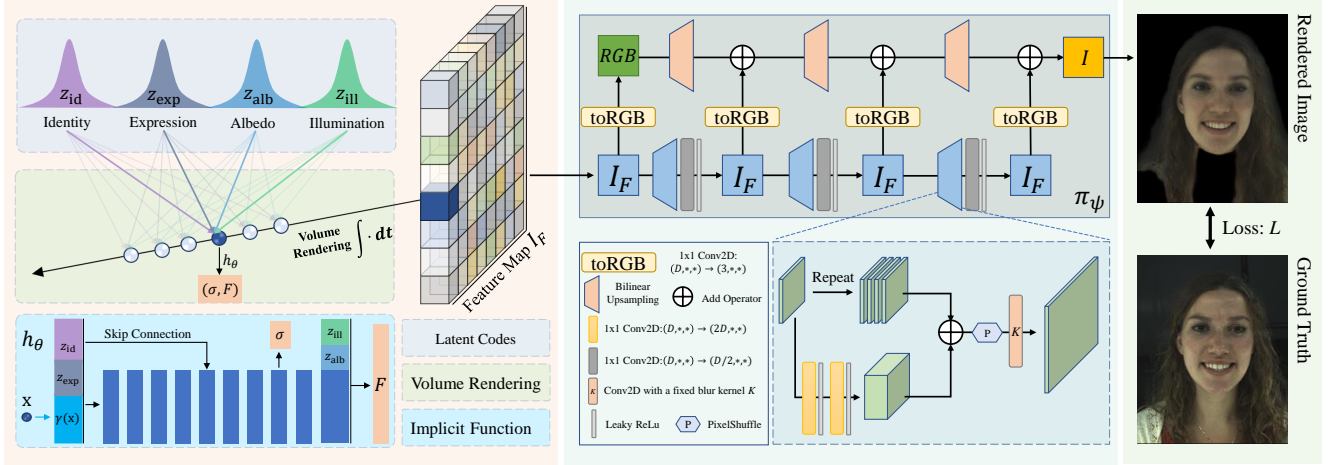 z_id
z_exp
z_alb
z_ill
Identity
Expression
Albedo
Illumination
Volume
Rendering ∫ · dt
h_θ
(σ, F)
Feature Map I_F
h_θ
z_id
z_exp
x
γ(x)
Skip Connection
σ
z_ill
z_alb
F
Latent Codes
Volume Rendering
Implicit Function
RGB
I
toRGB
toRGB
toRGB
toRGB
I_F
I_F
I_F
I_F
π_ψ
toRGB
1x1 Conv2D:
(D,*,*) → (3,*,*)
Bilinear
Upsampling
Add Operator
1x1 Conv2D:(D,*,*) → (2D,*,*)
1x1 Conv2D:(D,*,*) → (D/2,*,*)
K
Conv2D with a fixed blur kernel K
Leaky ReLu
P
PixelShuffle
Repeat
P
K
Rendered Image
Loss: L
Ground Truth